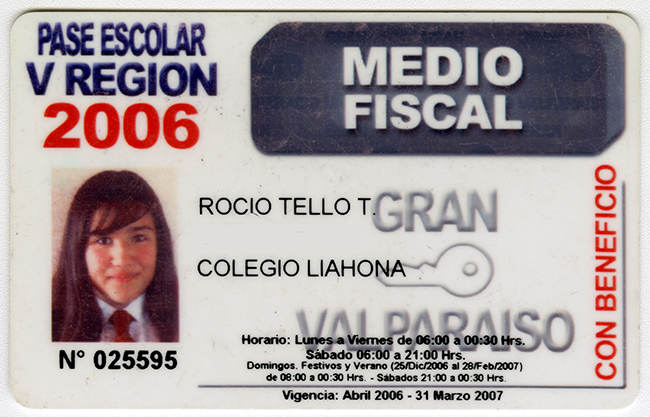 PASE ESCOLAR
V REGION
2006
MEDIO
FISCAL
ROCIO TELLO T.
GRAN
COLEGIO LIAHONA
VALPARAISO
CON BENEFICIO
N° 025595
Horario: Lunes a Viernes de 06:00 a 00:30 Hrs.
Sábado 06:00 a 21:00 Hrs.
Domingos. Festivos y Verano (25/Dic/2006 al 28/Feb/2007)
de 08:00 a 00:30 Hrs. - Sábados 21:00 a 00:30 Hrs.
Vigencia: Abril 2006 - 31 Marzo 2007